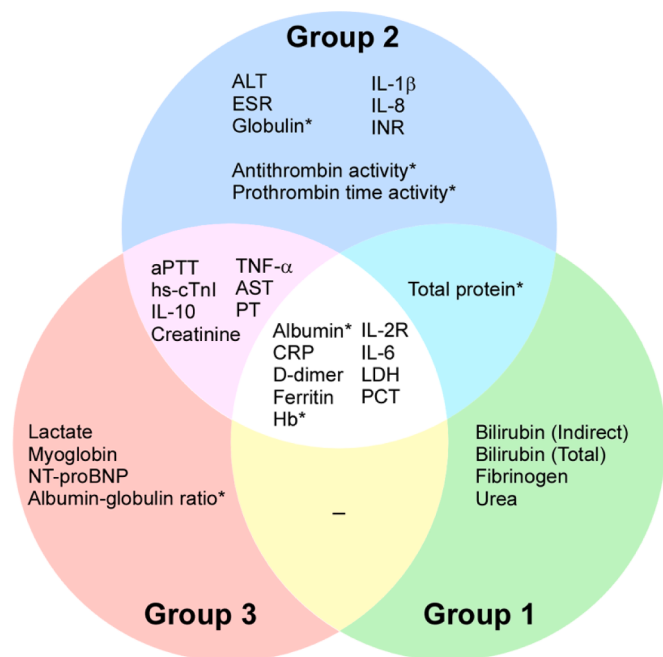 Group 2
ALT
ESR
Globulin*
IL-1β
IL-8
INR
Antithrombin activity*
Prothrombin time activity*
aPTT
hs-cTnI
IL-10
Creatinine
TNF-α
AST
PT
Total protein*
Albumin*
CRP
D-dimer
Ferritin
Hb*
IL-2R
IL-6
LDH
PCT
Lactate
Myoglobin
NT-proBNP
Albumin-globulin ratio*
Bilirubin (Indirect)
Bilirubin (Total)
Fibrinogen
Urea
–
Group 3
Group 1